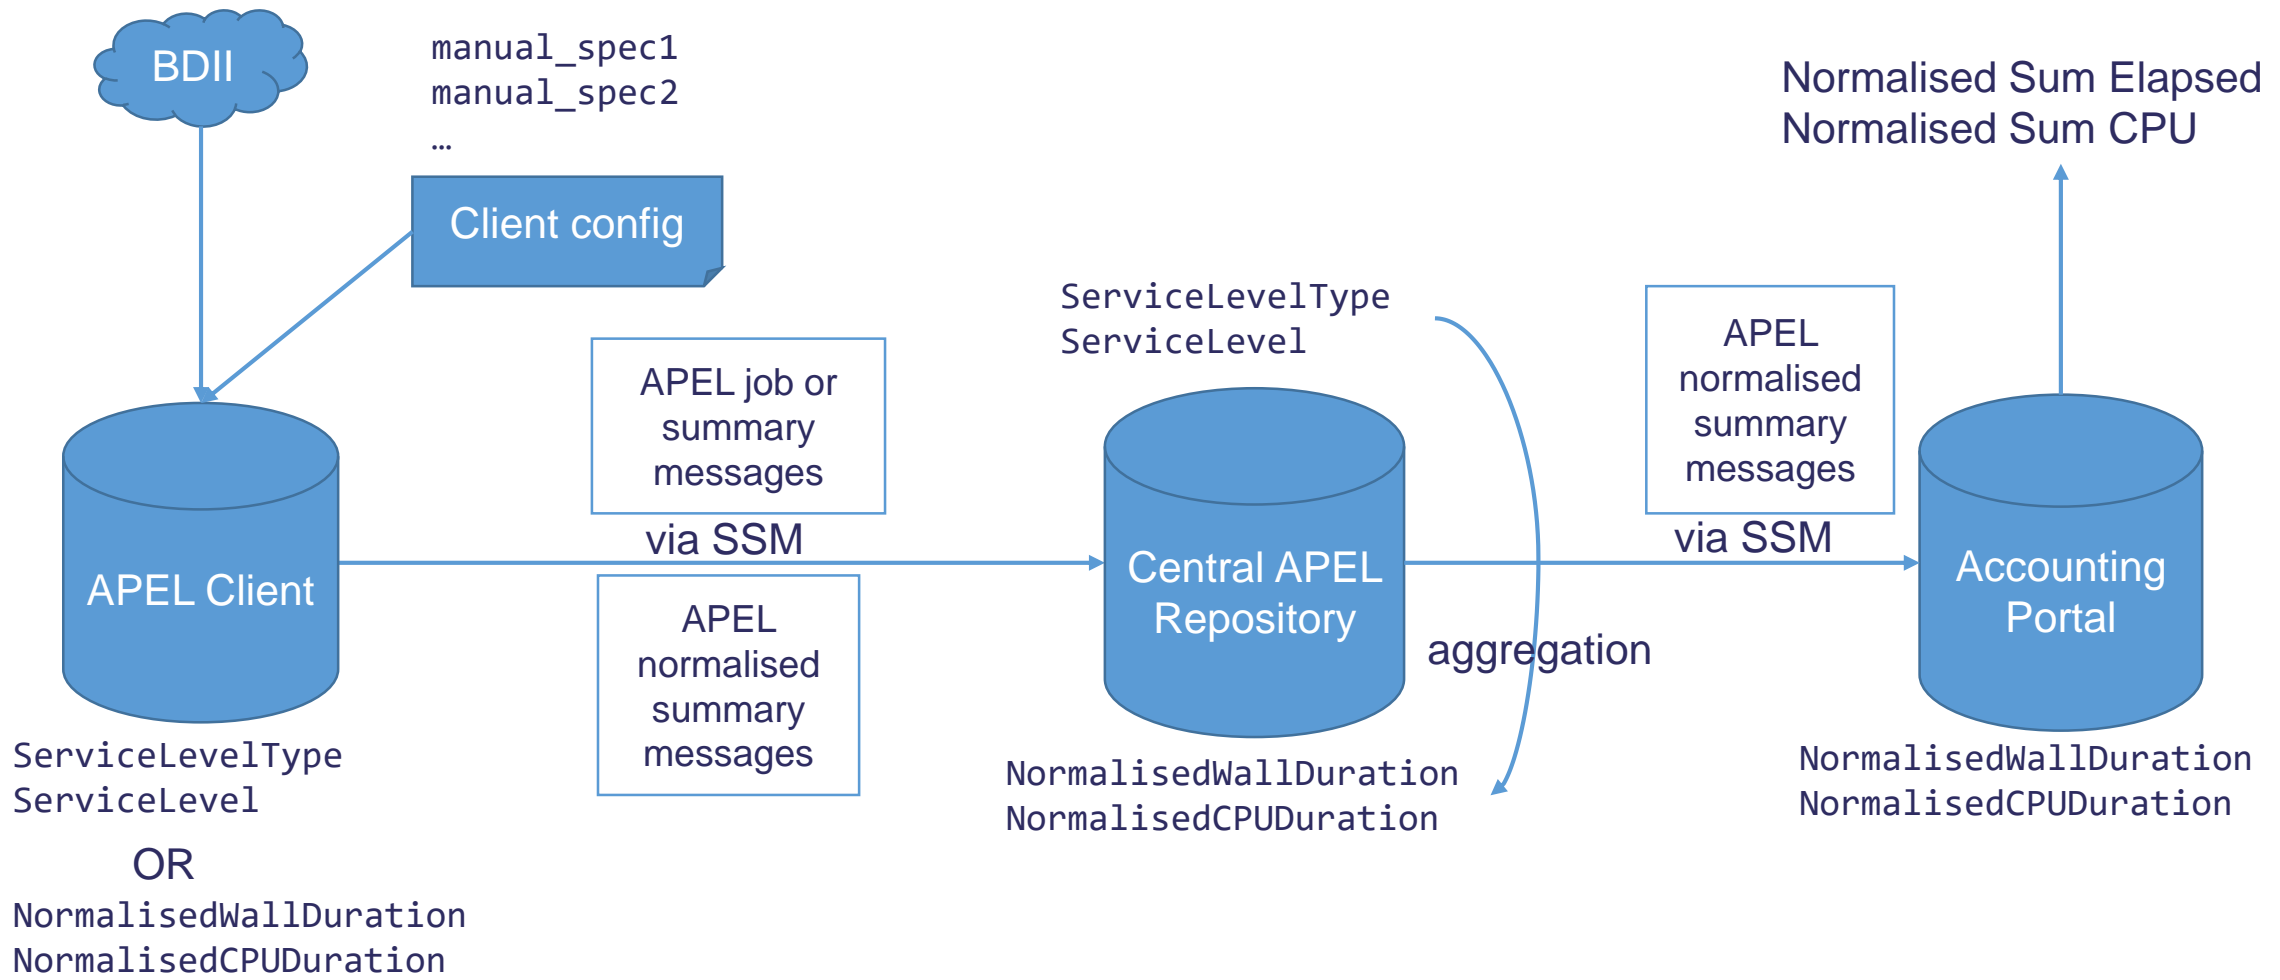 BDII
manual_spec1
manual_spec2
…
Client config
APEL Client
ServiceLevelType
ServiceLevel
OR
NormalisedWallDuration
NormalisedCPUDuration
APEL job or
summary
messages
via SSM
APEL
normalised
summary
messages
ServiceLevelType
ServiceLevel
Central APEL
Repository
aggregation
NormalisedWallDuration
NormalisedCPUDuration
APEL
normalised
summary
messages
via SSM
Normalised Sum Elapsed
Normalised Sum CPU
Accounting
Portal
NormalisedWallDuration
NormalisedCPUDuration